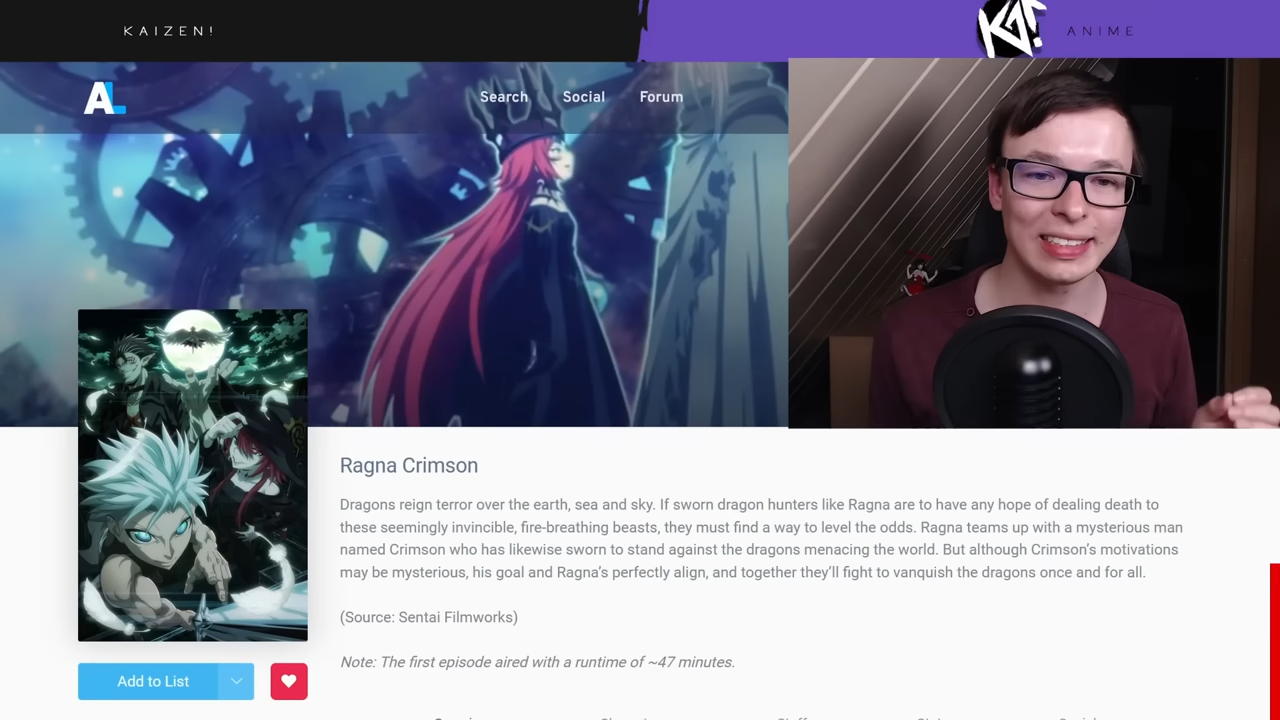 KAIZEN!
KA!
ANIME
AL
Search Social Forum
Ragna Crimson
Dragons reign terror over the earth, sea and sky. If sworn dragon hunters like Ragna are to have any hope of dealing death to
these seemingly invincible, fire-breathing beasts, they must find a way to level the odds. Ragna teams up with a mysterious man
named Crimson who has likewise sworn to stand against the dragons menacing the world. But although Crimson's motivations
may be mysterious, his goal and Ragna's perfectly align, and together they'll fight to vanquish the dragons once and for all.
(Source: Sentai Filmworks)
Note: The first episode aired with a runtime of ~47 minutes.
Add to List